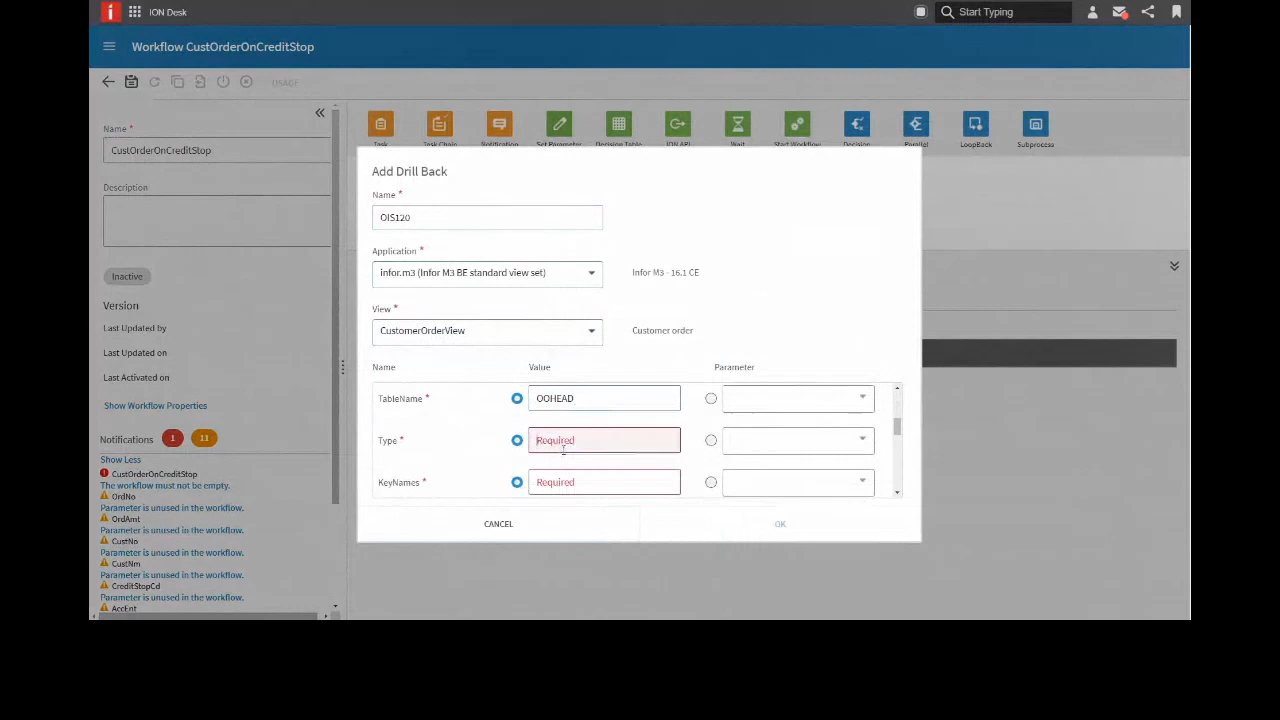 i ION Desk
Start Typing
Workflow CustOrderOnCreditStop
USAGE
Name *
CustOrderOnCreditStop
Description
Inactive
Version
Last Updated by
Last Updated on
Last Activated on
Show Workflow Properties
Notifications 1 11
Show Less
CustOrderOnCreditStop
The workflow must not be empty.
OrdNo
Parameter is unused in the workflow.
OrdAmt
Parameter is unused in the workflow.
CustNo
Parameter is unused in the workflow.
CustNm
Parameter is unused in the workflow.
CreditStopCd
Parameter is unused in the workflow.
AccEnt
Task Task Chain Notification Set Parameter Decision Table ION API Wait Start Workflow Decision Parallel LoopBack Subprocess
Add Drill Back
Name *
OIS120
Application *
infor.m3 (Infor M3 BE standard view set) Infor M3 - 16.1 CE
View *
CustomerOrderView Customer order
Name Value Parameter
TableName * OOHEAD
Type * Required
KeyNames * Required
CANCEL OK